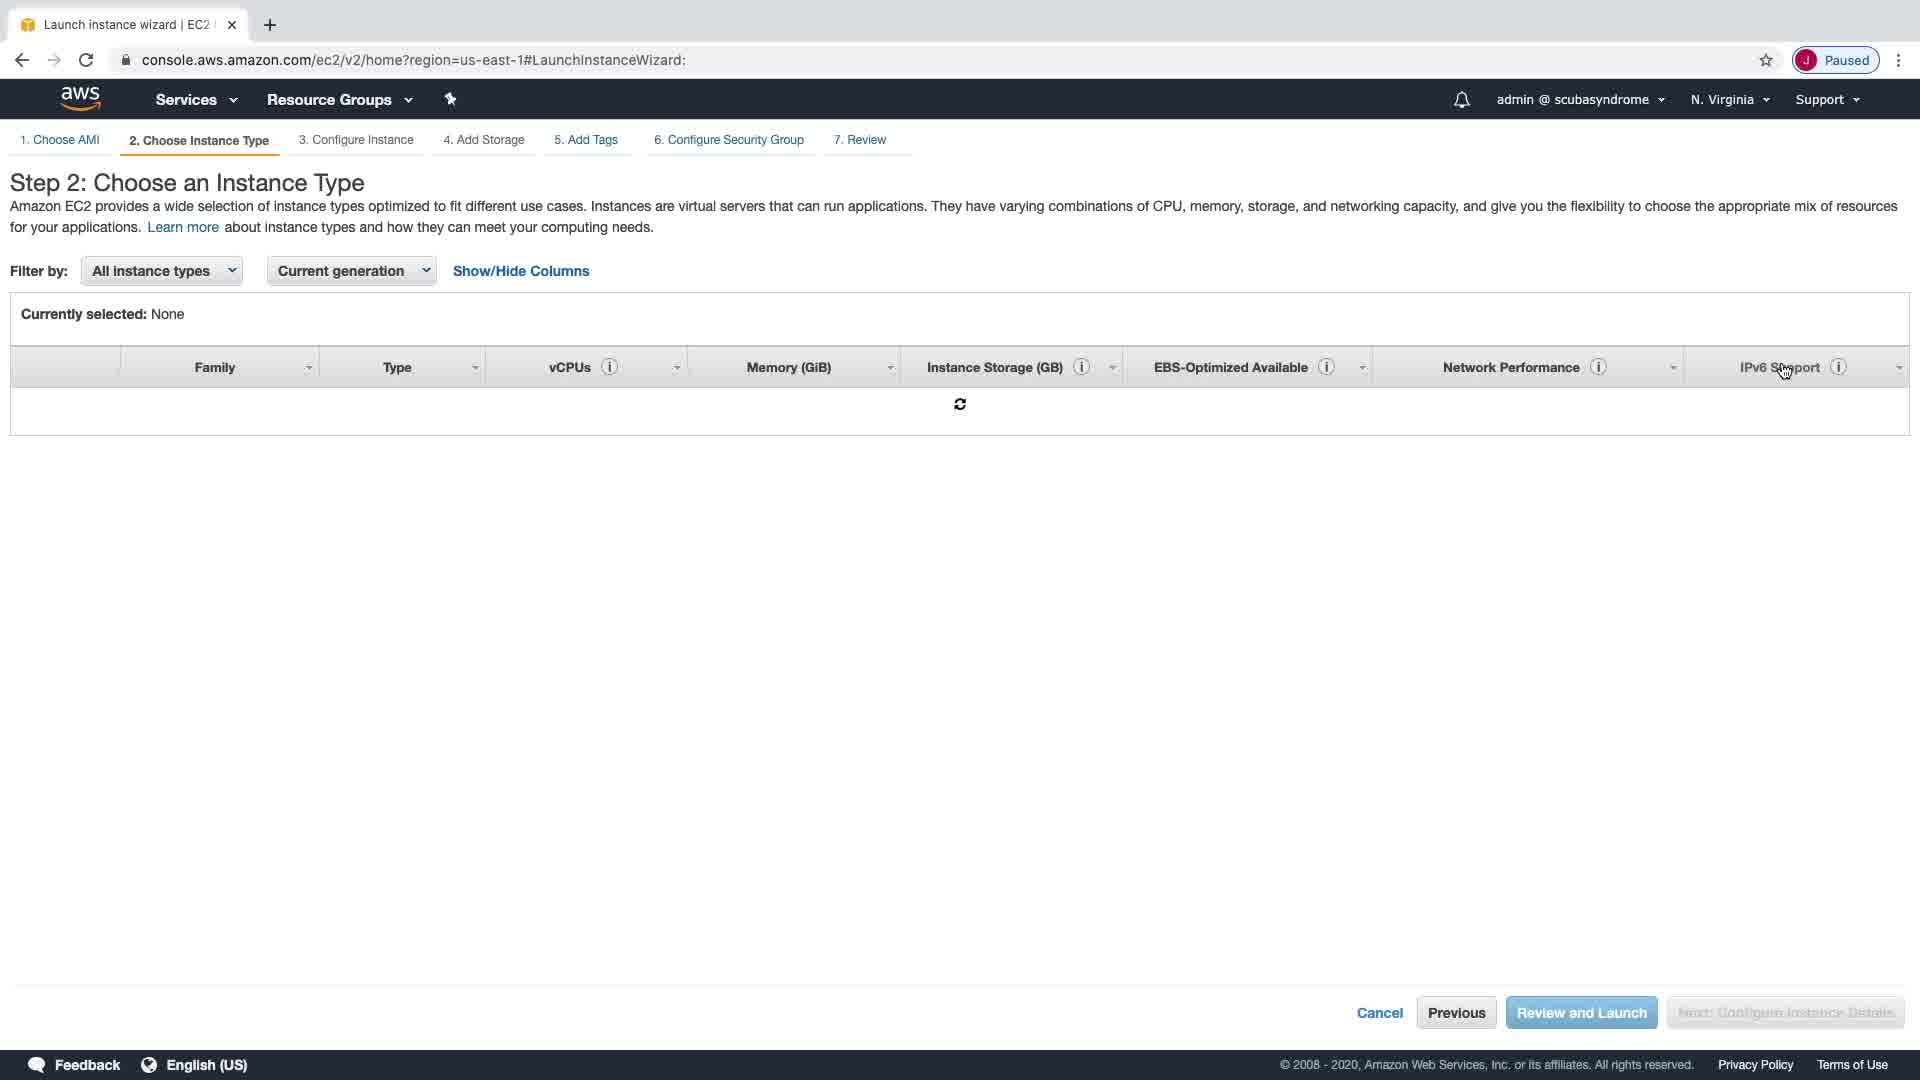 Launch instance wizard | EC2
console.aws.amazon.com/ec2/v2/home?region=us-east-1#LaunchInstanceWizard:
J Paused
aws Services Resource Groups admin @ scubasyndrome N. Virginia Support
1. Choose AMI 2. Choose Instance Type 3. Configure Instance 4. Add Storage 5. Add Tags 6. Configure Security Group 7. Review
Step 2: Choose an Instance Type
Amazon EC2 provides a wide selection of instance types optimized to fit different use cases. Instances are virtual servers that can run applications. They have varying combinations of CPU, memory, storage, and networking capacity, and give you the flexibility to choose the appropriate mix of resources
for your applications. Learn more about instance types and how they can meet your computing needs.
Filter by: All instance types Current generation Show/Hide Columns
Currently selected: None
Family Type vCPUs i Memory (GiB) Instance Storage (GB) i EBS-Optimized Available i Network Performance i IPv6 Support i
Cancel Previous Review and Launch Next: Configure Instance Details
Feedback English (US) © 2008 - 2020, Amazon Web Services, Inc. or its affiliates. All rights reserved. Privacy Policy Terms of Use